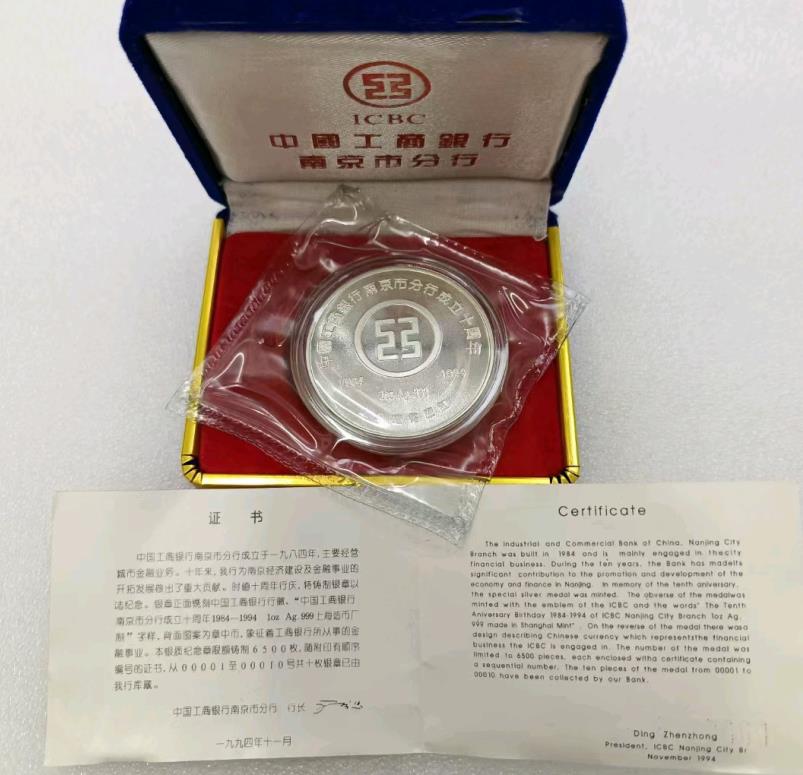 ICBC
中國工商銀行
南京市分行
中國工商銀行南京市分行成立十周年
1984
1994
1oz Ag.999
证 书
中国工商银行南京市分行成立于一九八四年,主要经营
城市金融业务。十年来,我行为南京经济建设及金融事业的
开拓发展做出了重大贡献。时值十周年行庆,特铸制银章以
誌纪念。银章正面镌刻中国工商银行行徽、“中国工商银行
南京市分行成立十周年1984—1994 1oz Ag.999上海造币厂
制”字样,背面图案为章中币,象征着工商银行所从事的金
融事业。本银质纪念章限额铸制6500枚,随附印有顺序
编号的证书,从00001至00010号共十枚银章已由
我行库藏。
中国工商银行南京市分行 行长
一九九四年十一月
Certificate
The Industrial and Commercial Bank of China, Nanjing City
Branch was built in 1984 and is mainly engaged in thecity
financial business. During the ten years, the Bank has madeits
significant contribution to the promotion and development of the
economy and finance in Nanjing. In memory of the tenth aniversary,
the special silver medal was minted. The obverse of the medalwas
minted with the emblem of the ICBC and the words" The Tenth
Aniversary Birthday 1984-1994 of ICBC Nanjing City Branch 1oz Ag.
999 made in Shanghai Mint". On the reverse of the medal there wasa
design describing Chinese currency which representsthe financial
business the ICBC is engaged in. The number of the medal was
limited to 6500 pieces, each enclosed witha certificate containing
a sequential number. The ten pieces of the medal from 00001 to
00010 have been collected by our Bank.
Ding Zhenzhong
President, ICBC Nanjing City Br
November 1994